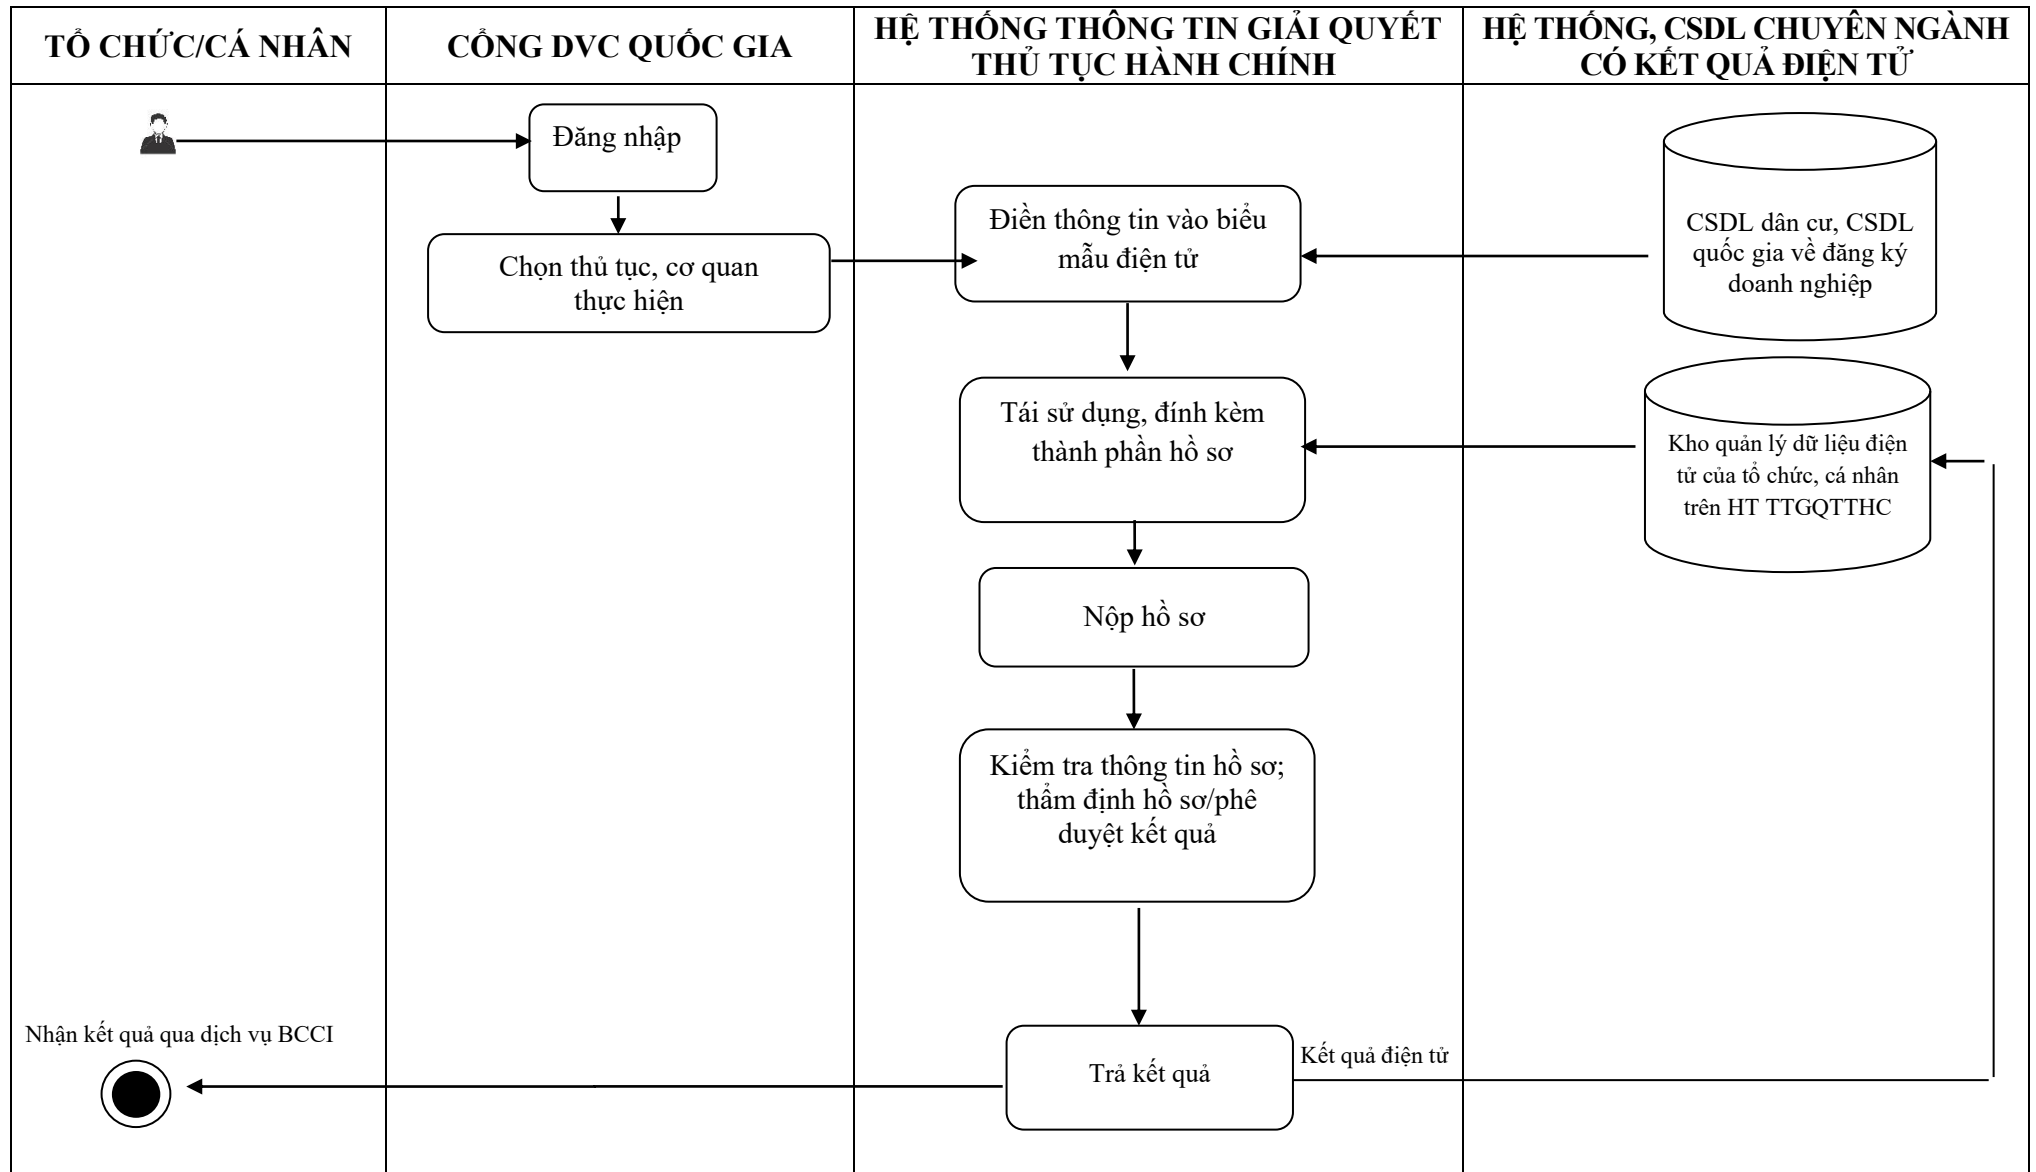 TỔ CHỨC/CÁ NHÂN
CỔNG DVC QUỐC GIA
HỆ THỐNG THÔNG TIN GIẢI QUYẾT
THỦ TỤC HÀNH CHÍNH
HỆ THỐNG, CSDL CHUYÊN NGÀNH
CÓ KẾT QUẢ ĐIỆN TỬ
Đăng nhập
Chọn thủ tục, cơ quan
thực hiện
Điền thông tin vào biểu
mẫu điện tử
CSDL dân cư, CSDL
quốc gia về đăng ký
doanh nghiệp
Tái sử dụng, đính kèm
thành phần hồ sơ
Kho quản lý dữ liệu điện
tử của tổ chức, cá nhân
trên HT TTGQTTHC
Nộp hồ sơ
Kiểm tra thông tin hồ sơ;
thẩm định hồ sơ/phê
duyệt kết quả
Nhận kết quả qua dịch vụ BCCI
Trả kết quả
Kết quả điện tử